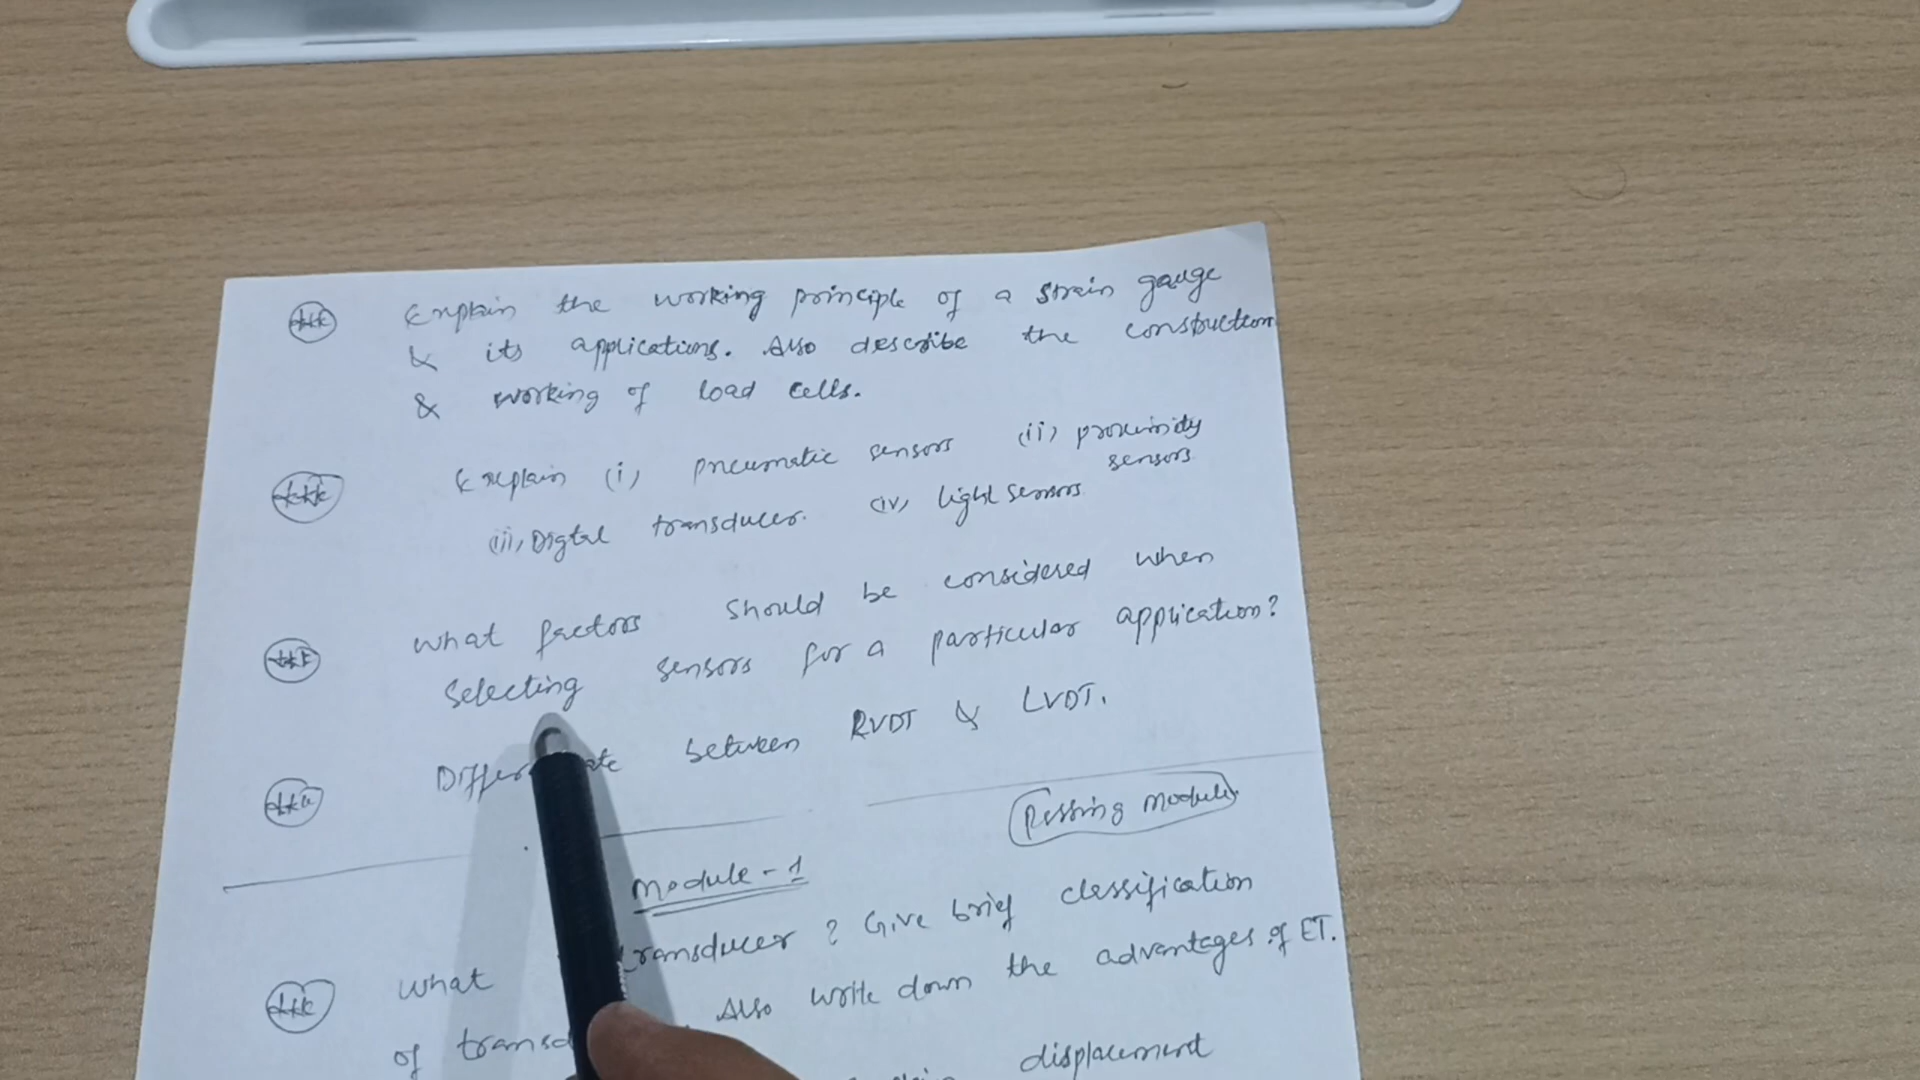 Explain the working principle of a strain gauge
& its applications. Also describe the construction
& working of load cells.
Explain (i) pneumatic sensors (ii) proximity
sensors
(iii) Digtal transducer. (iv) light sensors
What factors should be considered when
selecting sensors for a particular application?
between RVDT & LVDT.
Passing module
Module - 1
What transducer ? Give brief classification
of Also write down the advantages of ET.
displacement